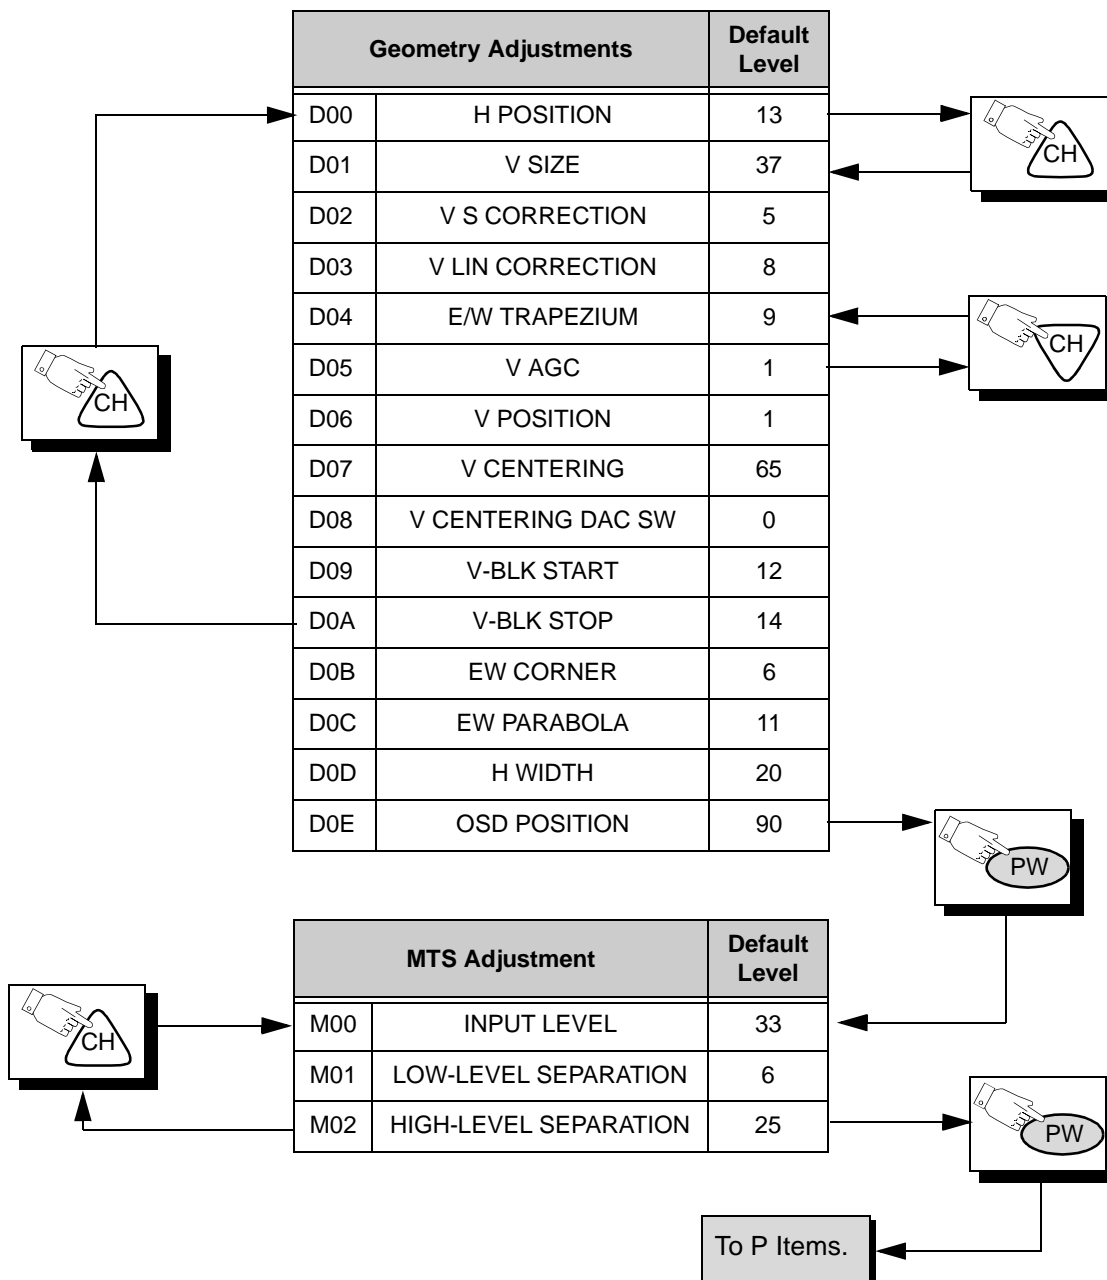 Geometry Adjustments Default Level
D00 H POSITION 13
CH
D01 V SIZE 37
D02 V S CORRECTION 5
D03 V LIN CORRECTION 8
D04 E/W TRAPEZIUM 9
CH
D05 V AGC 1
CH
D06 V POSITION 1
D07 V CENTERING 65
D08 V CENTERING DAC SW 0
D09 V-BLK START 12
D0A V-BLK STOP 14
D0B EW CORNER 6
D0C EW PARABOLA 11
D0D H WIDTH 20
D0E OSD POSITION 90
PW
MTS Adjustment Default Level
M00 INPUT LEVEL 33
CH
M01 LOW-LEVEL SEPARATION 6
M02 HIGH-LEVEL SEPARATION 25
PW
To P Items.